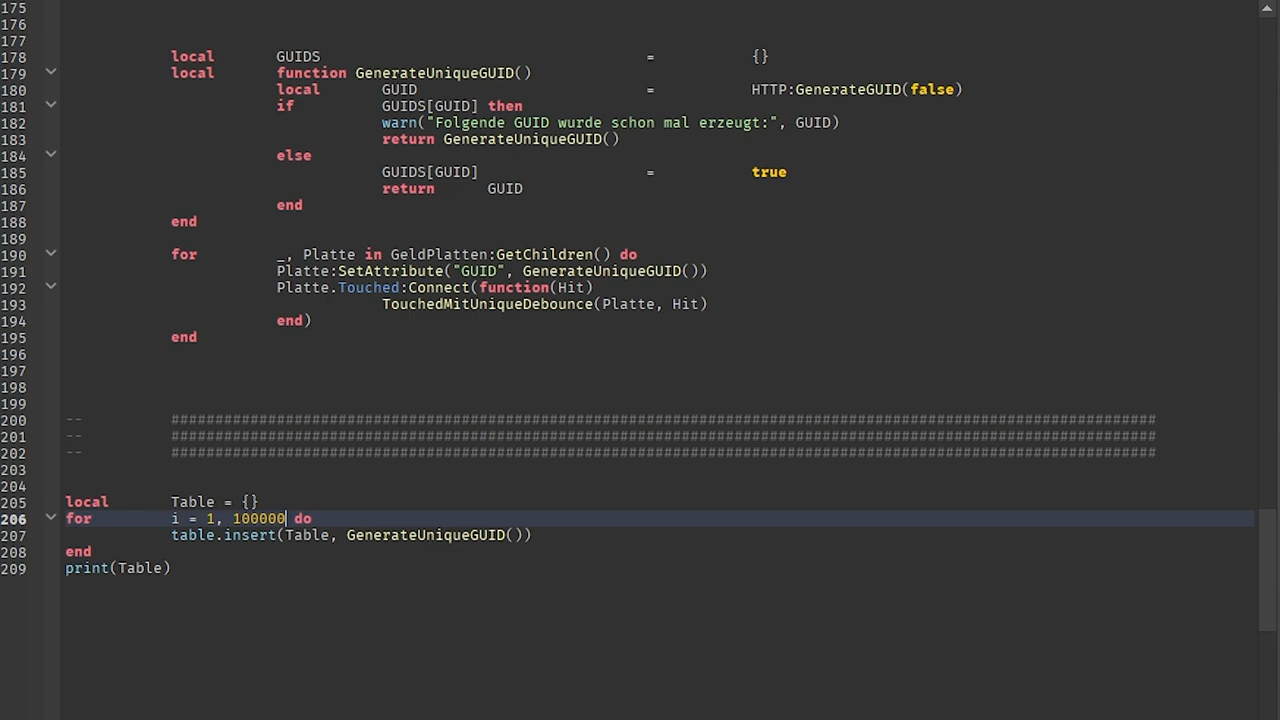 175
176
177
178 local GUIDS = {}
179 local function GenerateUniqueGUID()
180 local GUID = HTTP:GenerateGUID(false)
181 if GUIDS[GUID] then
182 warn("Folgende GUID wurde schon mal erzeugt:", GUID)
183 return GenerateUniqueGUID()
184 else
185 GUIDS[GUID] = true
186 return GUID
187 end
188 end
189
190 for _, Platte in GeldPlatten:GetChildren() do
191 Platte:SetAttribute("GUID", GenerateUniqueGUID())
192 Platte.Touched:Connect(function(Hit)
193 TouchedMitUniqueDebounce(Platte, Hit)
194 end)
195 end
196
197
198
199
200 -- ################################################################################################################
201 -- ################################################################################################################
202 -- ################################################################################################################
203
204
205 local Table = {}
206 for i = 1, 100000 do
207 table.insert(Table, GenerateUniqueGUID())
208 end
209 print(Table)